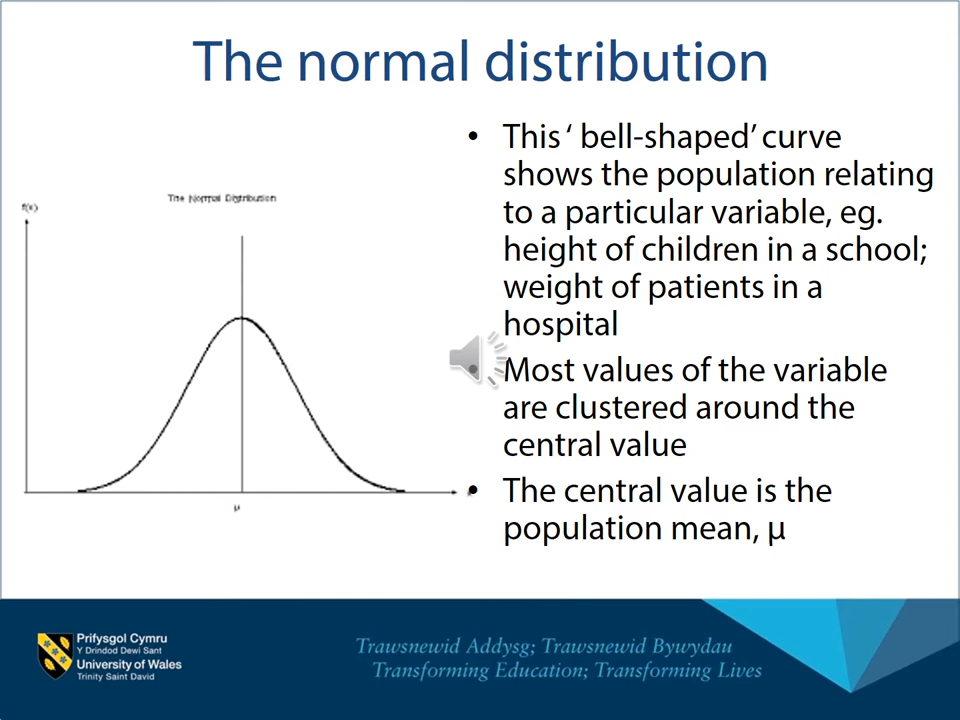 The normal distribution
• This ‘ bell-shaped’ curve
shows the population relating
to a particular variable, eg.
height of children in a school;
weight of patients in a
hospital
Most values of the variable
are clustered around the
central value
• The central value is the
population mean, μ
The Normal Distribution
f(x)
μ
Prifysgol Cymru
Y Drindod Dewi Sant
University of Wales
Trinity Saint David
Trawsnewid Addysg; Trawsnewid Bywydau
Transforming Education; Transforming Lives